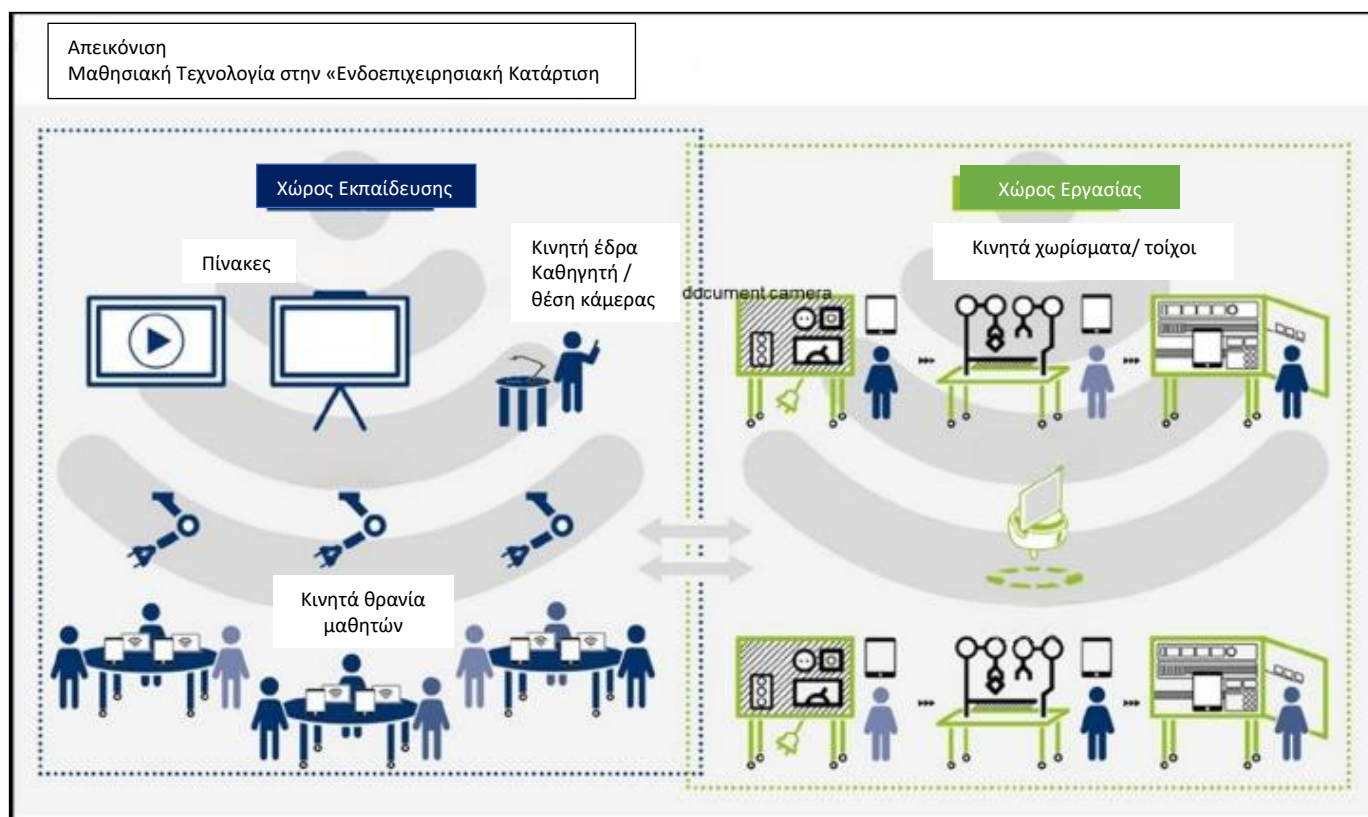 Απεικόνιση
Μαθησιακή Τεχνολογία στην «Ενδοεπιχειρησιακή Κατάρτιση
Χώρος Εκπαίδευσης
Χώρος Εργασίας
Πίνακες
Κινητή έδρα
Καθηγητή /
θέση κάμερας
Κινητά χωρίσματα/ τοίχοι
ddcument camera
Κινητά θρανία
μαθητών